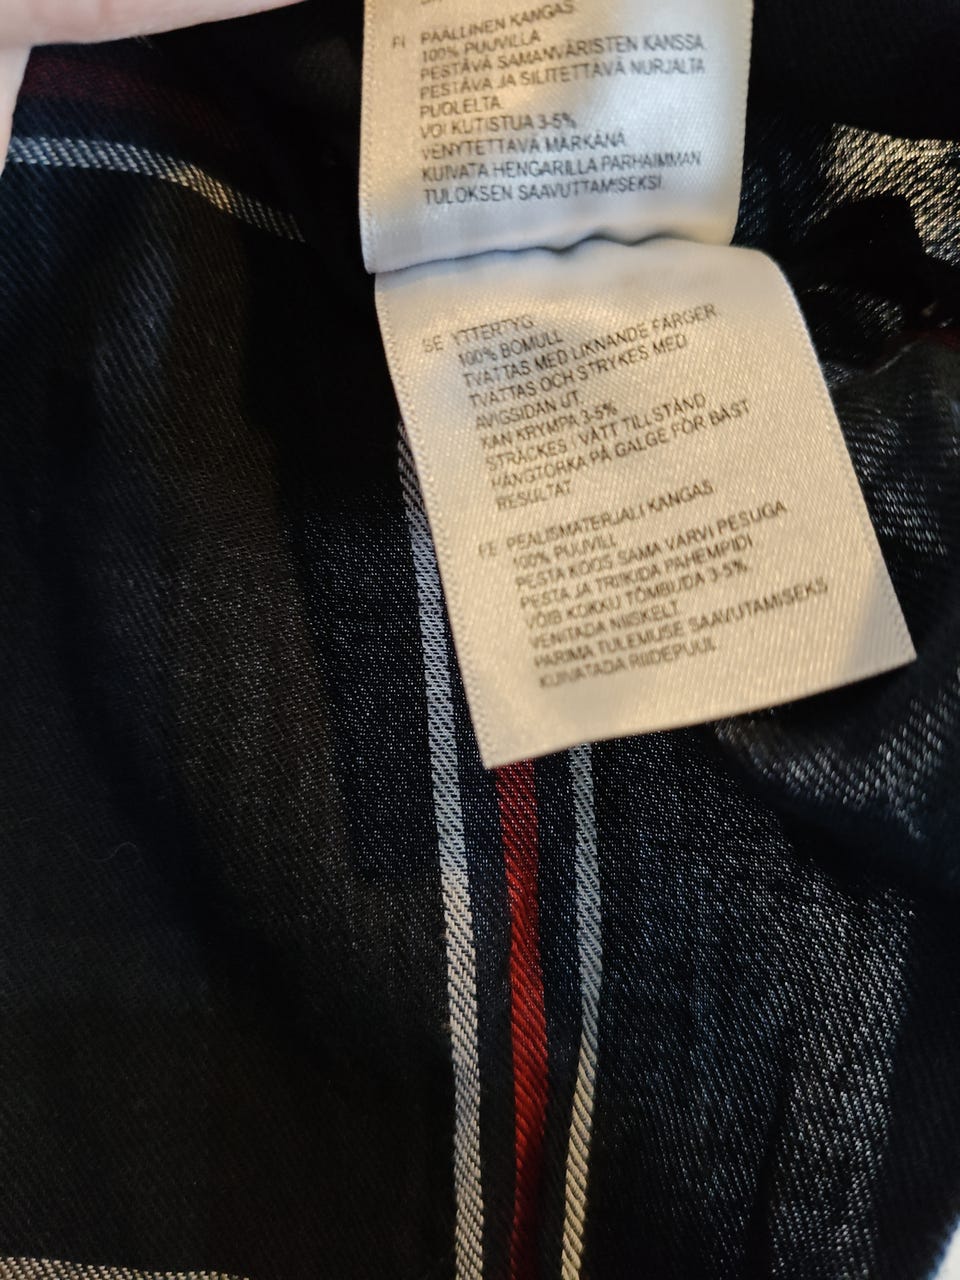 FI PÄÄLLINEN KANGAS
100% PUUVILLA
PESTÄVÄ SAMANVÄRISTEN KANSSA
PESTÄVÄ JA SILITETTÄVÄ NURJALTA
PUOLELTA
VOI KUTISTUA 3-5%
VENYTETTÄVÄ MÄRKÄNÄ
KUIVATA HENGARILLA PARHAIMMAN
TULOKSEN SAAVUTTAMISEKSI
SE YTTERTYG
100% BOMULL
TVÄTTAS MED LIKNANDE FÄRGER
TVÄTTAS OCH STRYKES MED
AVIGSIDAN UT
KAN KRYMPA 3-5%
STRÄCKES I VÅTT TILLSTÅND
HÄNGTORKA PÅ GALGE FÖR BÄST
RESULTAT
EE PEALISMATERJALI KANGAS
100% PUUVILL
PESTA KOOS SAMA VÄRVI PESUGA
PESTA JA TRIIKIDA PAHEMPIDI
VÕIB KOKKU TÕMBUDA 3-5%
VENITADA NIISKELT
PARIMA TULEMUSE SAAVUTAMISEKS
KUIVATADA RIIDEPUUL